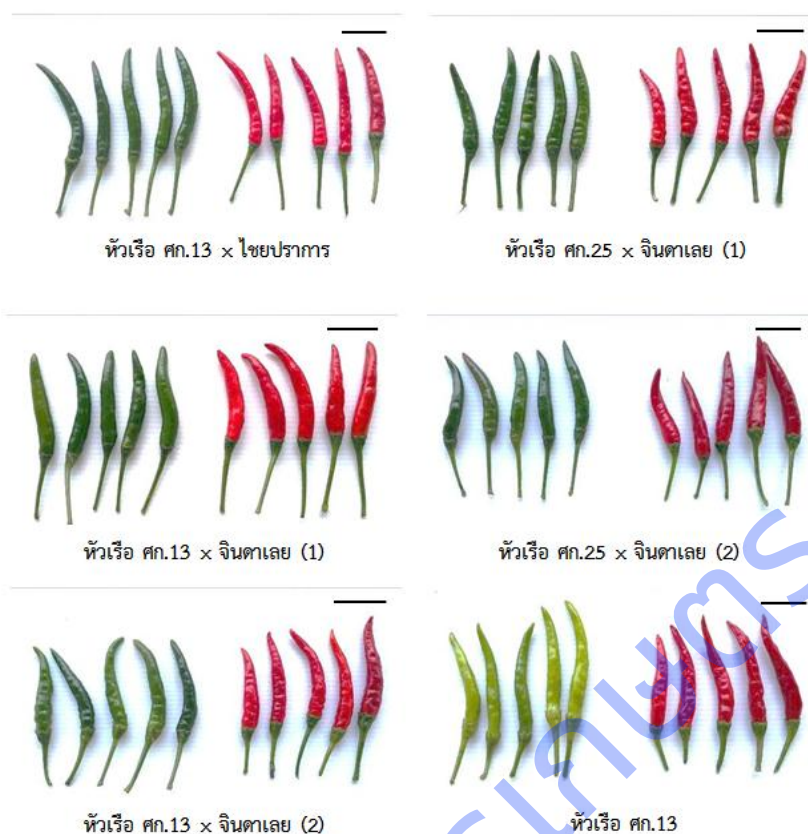 หัวเรือ ศก.13 × ไชยปราการ
หัวเรือ ศก.25 × จินดาเลย (1)
หัวเรือ ศก.13 × จินดาเลย (1)
หัวเรือ ศก.25 × จินดาเลย (2)
หัวเรือ ศก.13 × จินดาเลย (2)
หัวเรือ ศก.13